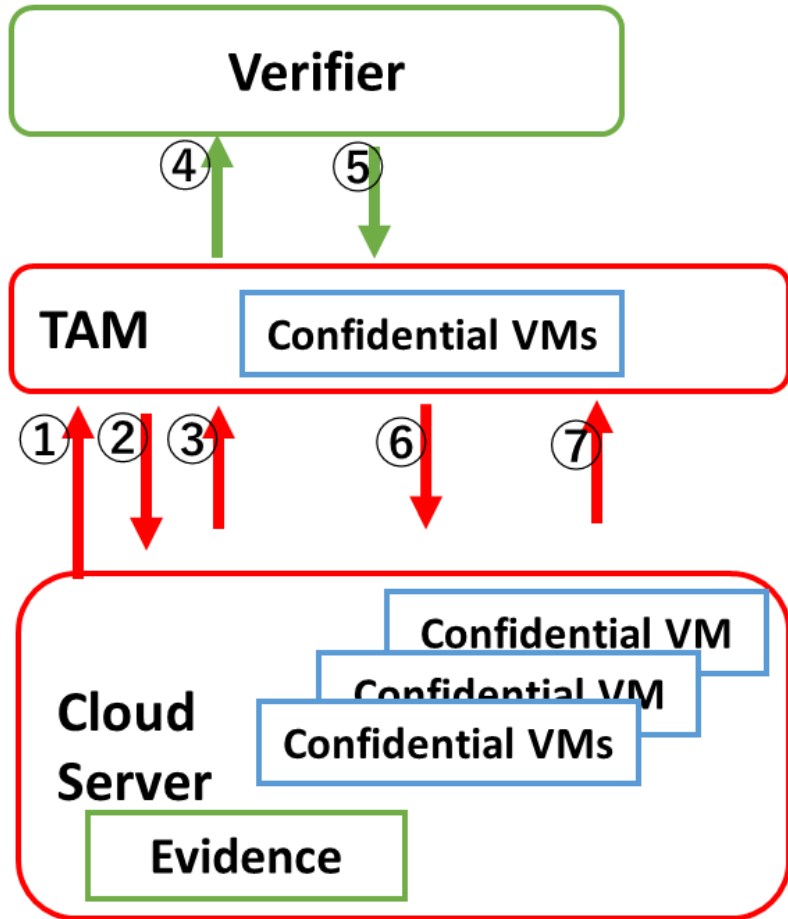 Verifier
④
⑤
TAM
Confidential VMs
①
②
③
⑥
⑦
Confidential VM
Confidential VM
Confidential VMs
Cloud
Server
Evidence